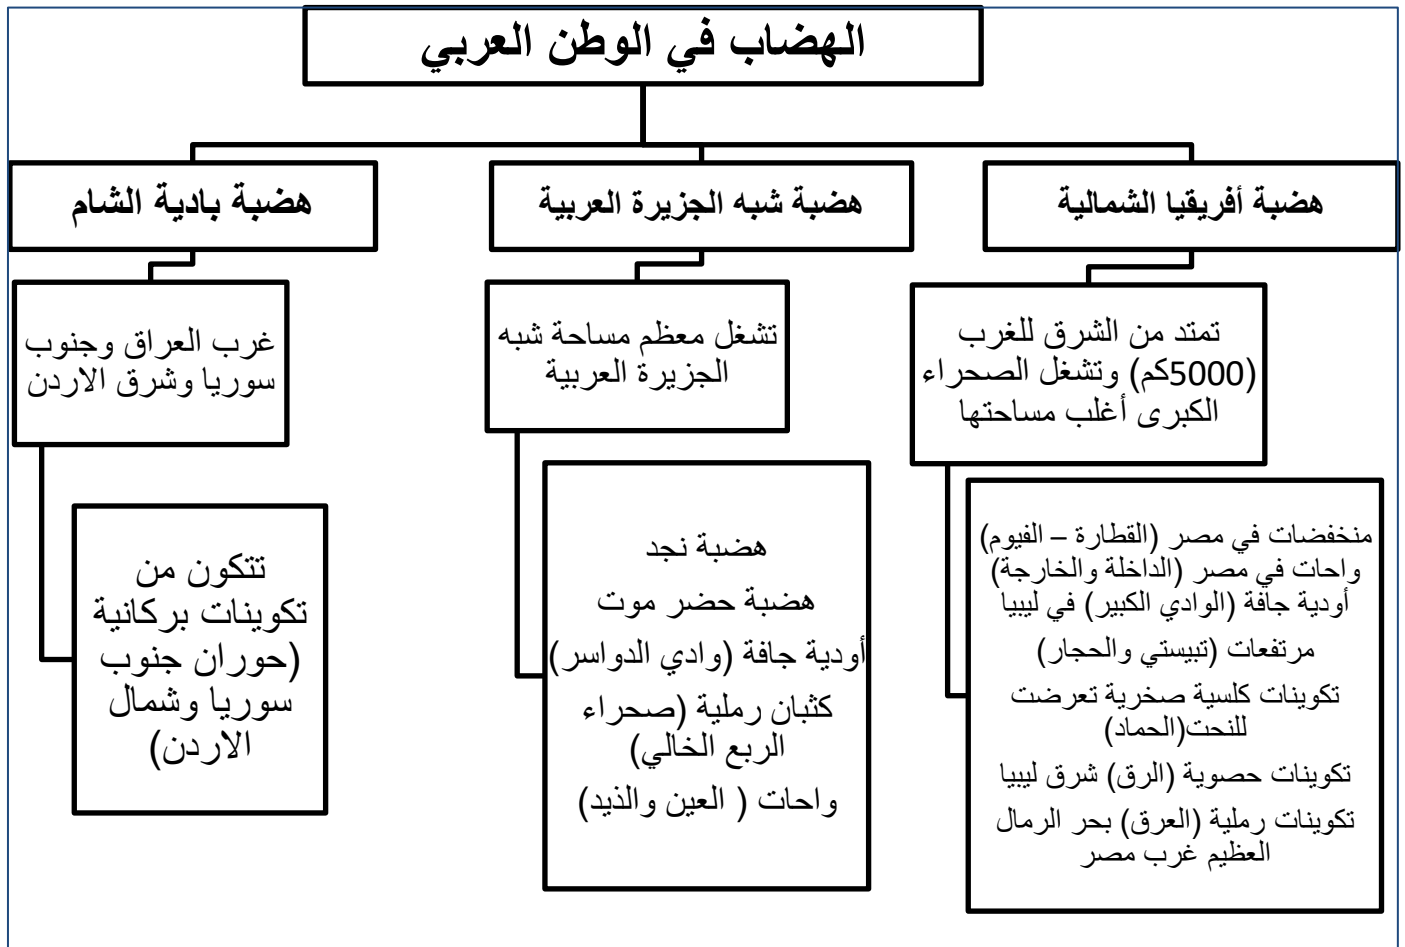 الهضاب في الوطن العربي
هضبة أفريقيا الشمالية
تمتد من الشرق للغرب
(5000كم) وتشغل الصحراء
الكبرى أغلب مساحتها
منخفضات في مصر (القطارة – الفيوم)
واحات في مصر (الداخلة والخارجة)
أودية جافة (الوادي الكبير) في ليبيا
مرتفعات (تبيستي والحجار)
تكوينات كلسية صخرية تعرضت
للنحت(الحماد)
تكوينات حصوية (الرق) شرق ليبيا
تكوينات رملية (العرق) بحر الرمال
العظيم غرب مصر
هضبة شبه الجزيرة العربية
تشغل معظم مساحة شبه
الجزيرة العربية
هضبة نجد
هضبة حضر موت
أودية جافة (وادي الدواسر)
كثبان رملية (صحراء
الربع الخالي)
واحات ( العين والذيد)
هضبة بادية الشام
غرب العراق وجنوب
سوريا وشرق الاردن
تتكون من
تكوينات بركانية
(حوران جنوب
سوريا وشمال
الاردن)